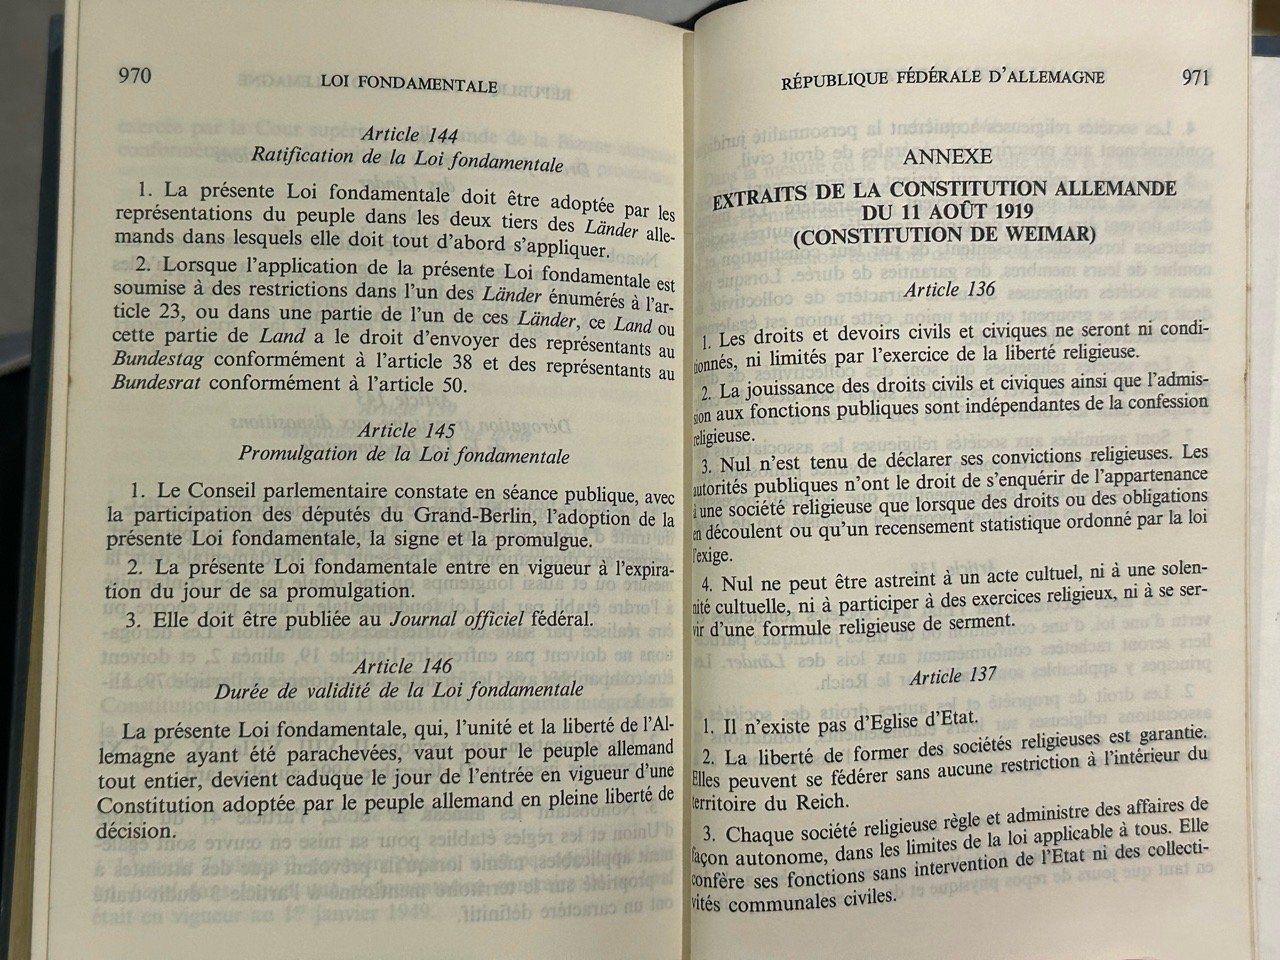 970
LOI FONDAMENTALE
Article 144
Ratification de la Loi fondamentale
1. La présente Loi fondamentale doit être adoptée par les
représentations du peuple dans les deux tiers des Länder alle-
mands dans lesquels elle doit tout d'abord s'appliquer.
2. Lorsque l'application de la présente Loi fondamentale est
soumise à des restrictions dans l'un des Länder énumérés à l'ar-
ticle 23, ou dans une partie de l'un de ces Länder, ce Land ou
cette partie de Land a le droit d'envoyer des représentants au
Bundestag conformément à l'article 38 et des représentants au
Bundesrat conformément à l'article 50.
Article 145
Promulgation de la Loi fondamentale
1. Le Conseil parlementaire constate en séance publique, avec
la participation des députés du Grand-Berlin, l'adoption de la
présente Loi fondamentale, la signe et la promulgue.
2. La présente Loi fondamentale entre en vigueur à l'expira-
tion du jour de sa promulgation.
3. Elle doit être publiée au Journal officiel fédéral.
Article 146
Durée de validité de la Loi fondamentale
La présente Loi fondamentale, qui, l'unité et la liberté de l'Al-
lemagne ayant été parachevées, vaut pour le peuple allemand
tout entier, devient caduque le jour de l'entrée en vigueur d'une
Constitution adoptée par le peuple allemand en pleine liberté de
décision.
RÉPUBLIQUE FÉDÉRALE D'ALLEMAGNE
971
ANNEXE
EXTRAITS DE LA CONSTITUTION ALLEMANDE
DU 11 AOÛT 1919
(CONSTITUTION DE WEIMAR)
Article 136
1. Les droits et devoirs civils et civiques ne seront ni condi-
tionnés, ni limités par l'exercice de la liberté religieuse.
2. La jouissance des droits civils et civiques ainsi que l'admis-
sion aux fonctions publiques sont indépendantes de la confession
religieuse.
3. Nul n'est tenu de déclarer ses convictions religieuses. Les
autorités publiques n'ont le droit de s'enquérir de l'appartenance
à une société religieuse que lorsque des droits ou des obligations
en découlent ou qu'un recensement statistique ordonné par la loi
l'exige.
4. Nul ne peut être astreint à un acte cultuel, ni à une solen-
nité cultuelle, ni à participer à des exercices religieux, ni à se ser-
vir d'une formule religieuse de serment.
Article 137
1. Il n'existe pas d'Eglise d'Etat.
2. La liberté de former des sociétés religieuses est garantie.
Elles peuvent se fédérer sans aucune restriction à l'intérieur du
territoire du Reich.
3. Chaque société religieuse règle et administre des affaires de
façon autonome, dans les limites de la loi applicable à tous. Elle
confère ses fonctions sans intervention de l'Etat ni des collecti-
vités communales civiles.